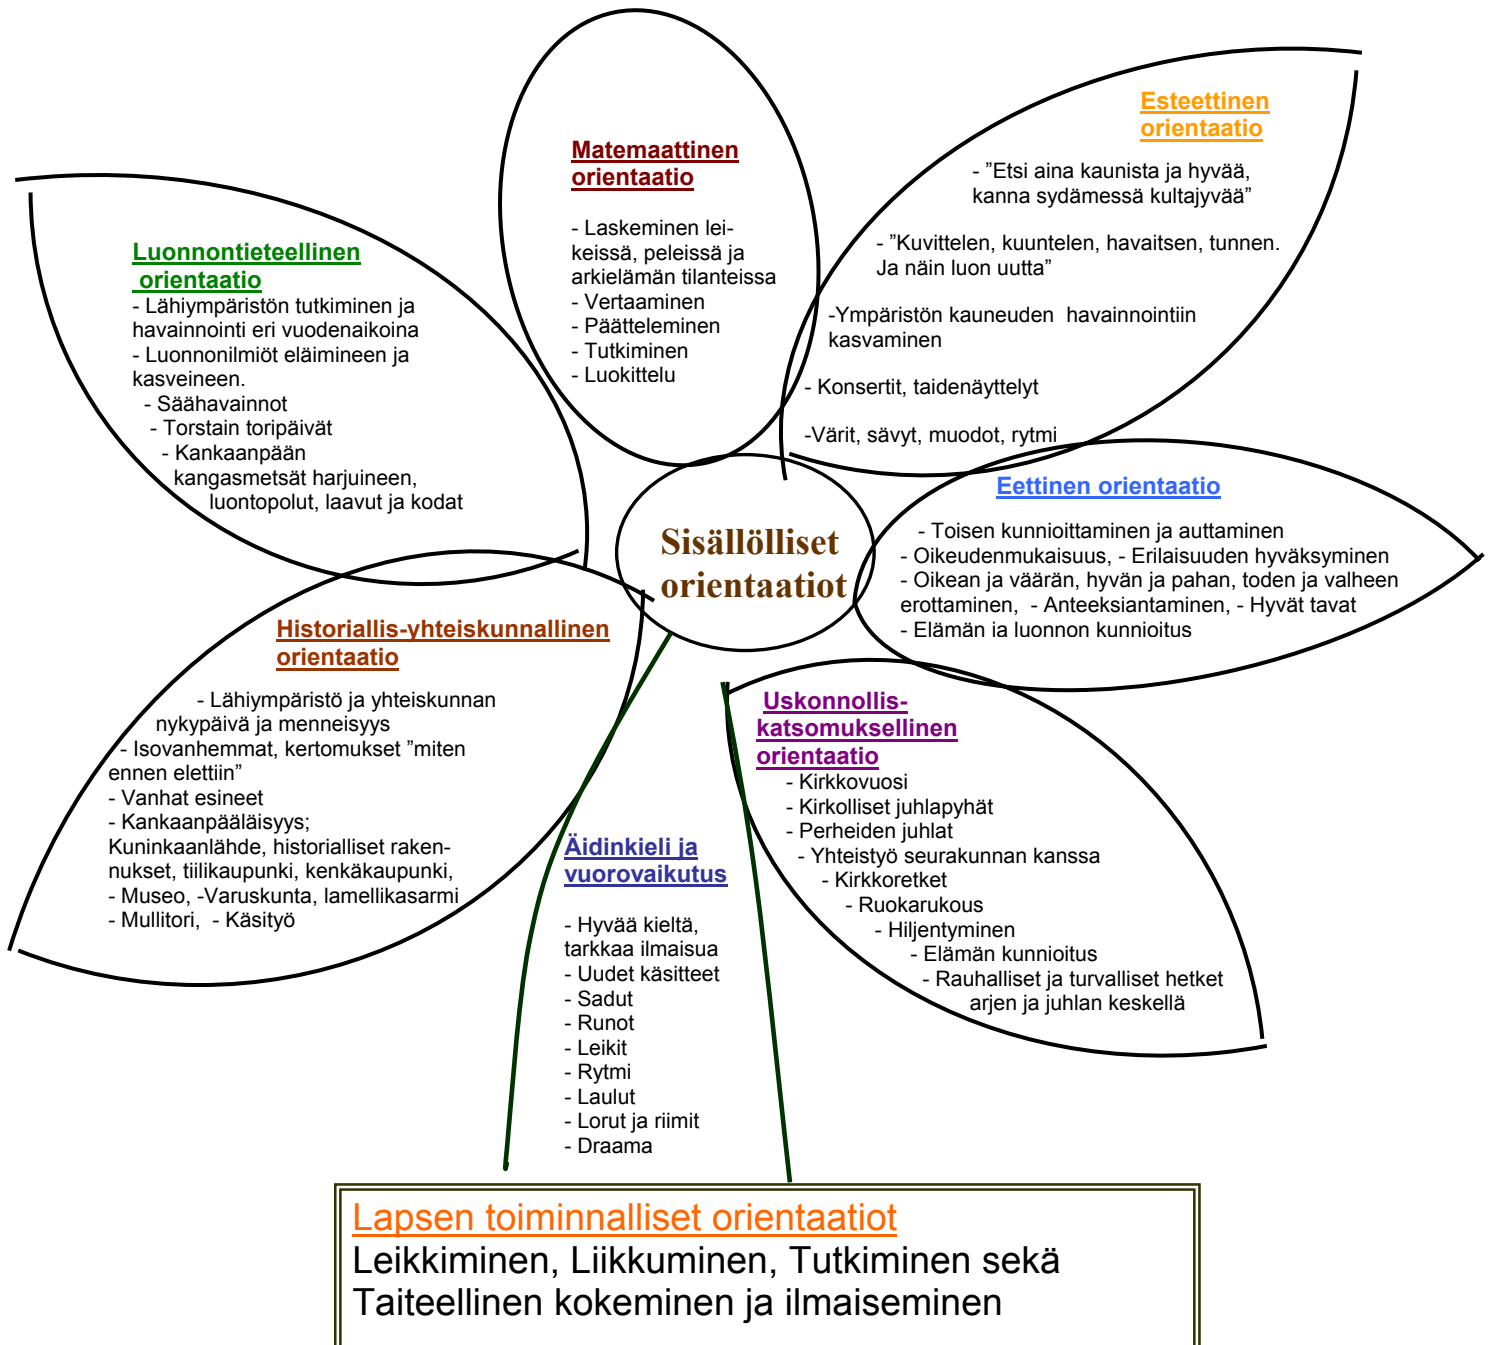 Matemaattinen
orientaatio
- Laskeminen lei-
keissä, peleissä ja
arkielämän tilanteissa
- Vertaaminen
- Päätteleminen
- Tutkiminen
- Luokittelu
Esteettinen
orientaatio
- ”Etsi aina kaunista ja hyvää,
kanna sydämessä kultajyvää”
- ”Kuvittelen, kuuntelen, havaitsen, tunnen.
Ja näin luon uutta”
-Ympäristön kauneuden havainnointiin
kasvaminen
- Konsertit, taidenäyttelyt
-Värit, sävyt, muodot, rytmi
Luonnontieteellinen
orientaatio
- Lähiympäristön tutkiminen ja
havainnointi eri vuodenaikoina
- Luonnonilmiöt eläimineen ja
kasveineen.
- Säähavainnot
- Torstain toripäivät
- Kankaanpään
kangasmetsät harjuineen,
luontopolut, laavut ja kodat
Sisällölliset
orientaatiot
Eettinen orientaatio
- Toisen kunnioittaminen ja auttaminen
- Oikeudenmukaisuus, - Erilaisuuden hyväksyminen
- Oikean ja väärän, hyvän ja pahan, toden ja valheen
erottaminen, - Anteeksiantaminen, - Hyvät tavat
- Elämän ja luonnon kunnioitus
Historiallis-yhteiskunnallinen
orientaatio
- Lähiympäristö ja yhteiskunnan
nykypäivä ja menneisyys
- Isovanhemmat, kertomukset ”miten
ennen elettiin”
- Vanhat esineet
- Kankaanpääläisyys;
Kuninkaanlähde, historialliset raken-
nukset, tiilikaupunki, kenkäkaupunki,
- Museo, -Varuskunta, lamellikasarmi
- Mullitori, - Käsityö
Uskonnollis-
katsomuksellinen
orientaatio
- Kirkkovuosi
- Kirkolliset juhlapyhät
- Perheiden juhlat
- Yhteistyö seurakunnan kanssa
- Kirkkoretket
- Ruokarukous
- Hiljentyminen
- Elämän kunnioitus
- Rauhalliset ja turvalliset hetket
arjen ja juhlan keskellä
Äidinkieli ja
vuorovaikutus
- Hyvää kieltä,
tarkkaa ilmaisua
- Uudet käsitteet
- Sadut
- Runot
- Leikit
- Rytmi
- Laulut
- Lorut ja riimit
- Draama
Lapsen toiminnalliset orientaatiot
Leikkiminen, Liikkuminen, Tutkiminen sekä
Taiteellinen kokeminen ja ilmaiseminen